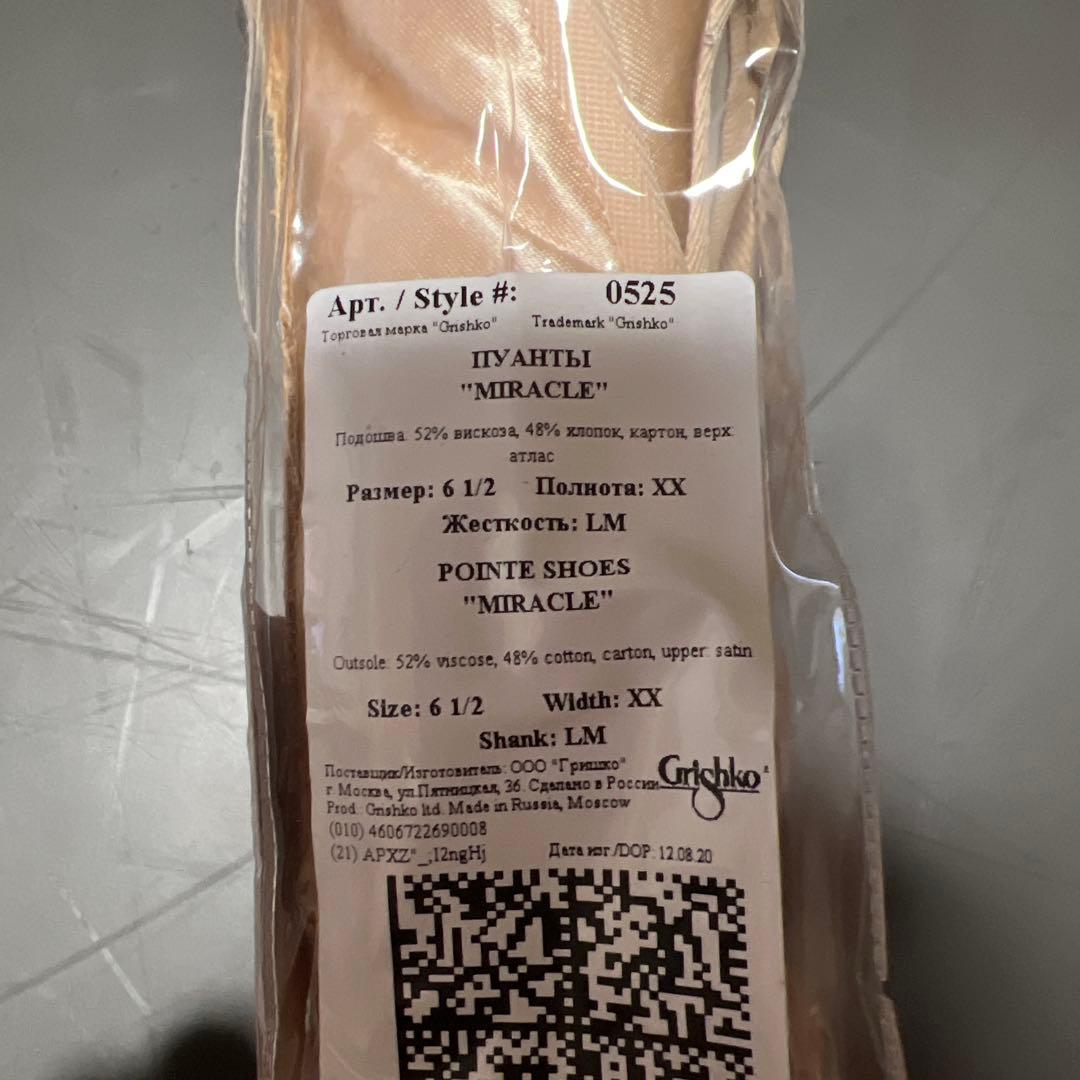 Арт. / Style #: 0525
Торговая марка "Grishko" Trademark "Grishko"
ПУАНТЫ
"MIRACLE"
Подошва: 52% вискоза, 48% хлопок, картон, верх:
атлас
Размер: 6 1/2 Полнота: XX
Жесткость: LM
POINTE SHOES
"MIRACLE"
Outsole: 52% viscose, 48% cotton, carton, upper: satin
Size: 6 1/2 Width: XX
Shank: LM
Поставщик/Изготовитель: ООО "Гришко"
г. Москва, ул.Пятницкая, 36. Сделано в России
Grishko
Prod.: Grishko ltd. Made in Russia, Moscow
(010) 4606722690008
(21) APXZ"_;12ngHj Дата изг./DOP: 12.08.20